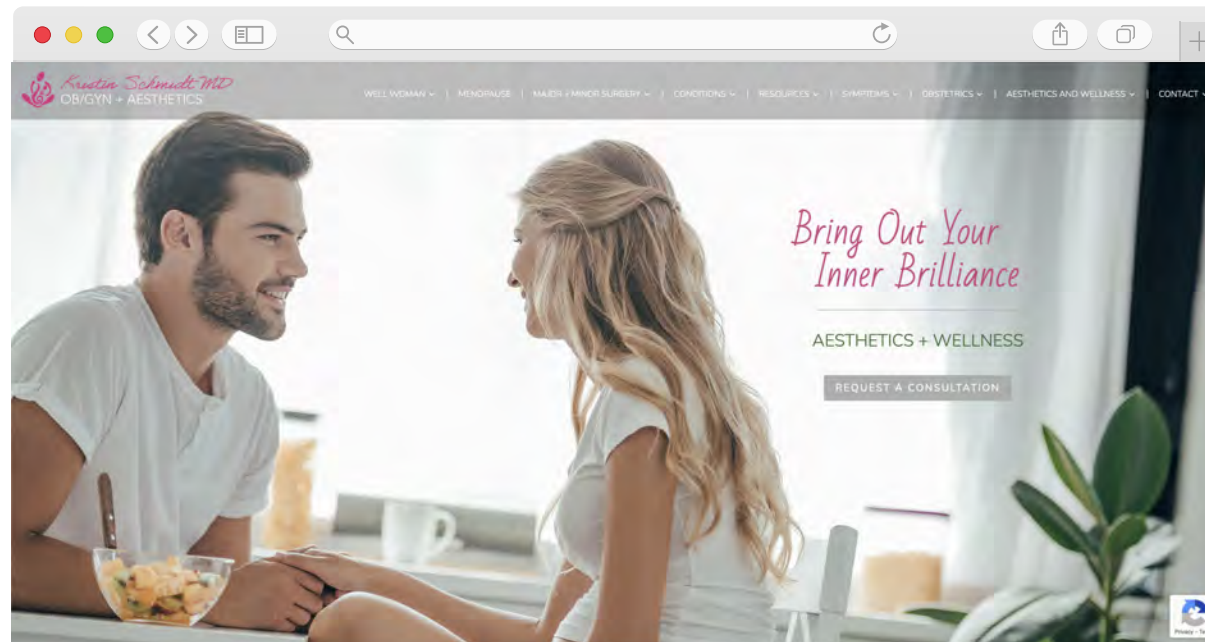 Kristin Schmidt MD
OB/GYN + AESTHETICS
WELL WOMAN | MENOPAUSE | MAJOR + MINOR SURGERY | CONDITIONS | RESOURCES | SYMPTOMS | OBSTETRICS | AESTHETICS AND WELLNESS | CONTACT
Bring Out Your
Inner Brilliance
AESTHETICS + WELLNESS
REQUEST A CONSULTATION